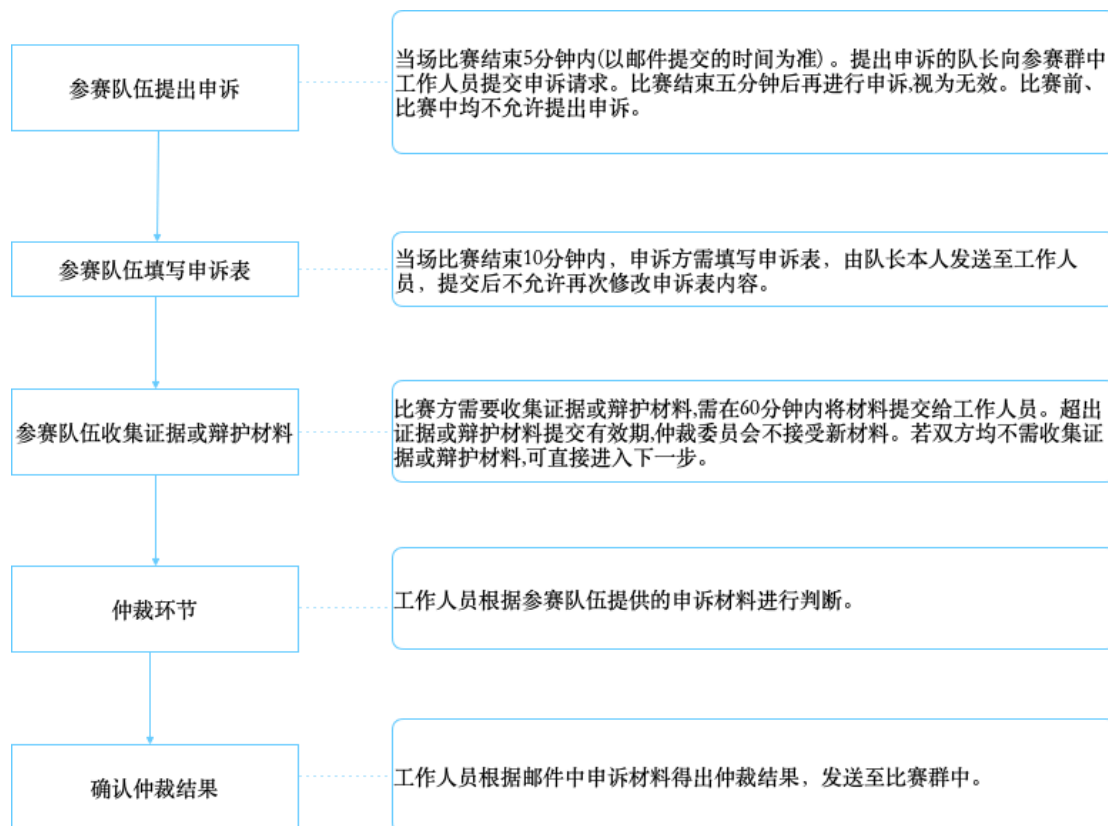 参赛队伍提出申诉
当场比赛结束5分钟内(以邮件提交的时间为准) 。提出申诉的队长向参赛群中
工作人员提交申诉请求。比赛结束五分钟后再进行申诉,视为无效。比赛前、
比赛中均不允许提出申诉。
参赛队伍填写申诉表
当场比赛结束10分钟内，申诉方需填写申诉表，由队长本人发送至工作人
员，提交后不允许再次修改申诉表内容。
参赛队伍收集证据或辩护材料
比赛方需要收集证据或辩护材料,需在60分钟内将材料提交给工作人员。超出
证据或辩护材料提交有效期,仲裁委员会不接受新材料。若双方均不需收集证
据或辩护材料,可直接进入下一步。
仲裁环节
工作人员根据参赛队伍提供的申诉材料进行判断。
确认仲裁结果
工作人员根据邮件中申诉材料得出仲裁结果，发送至比赛群中。